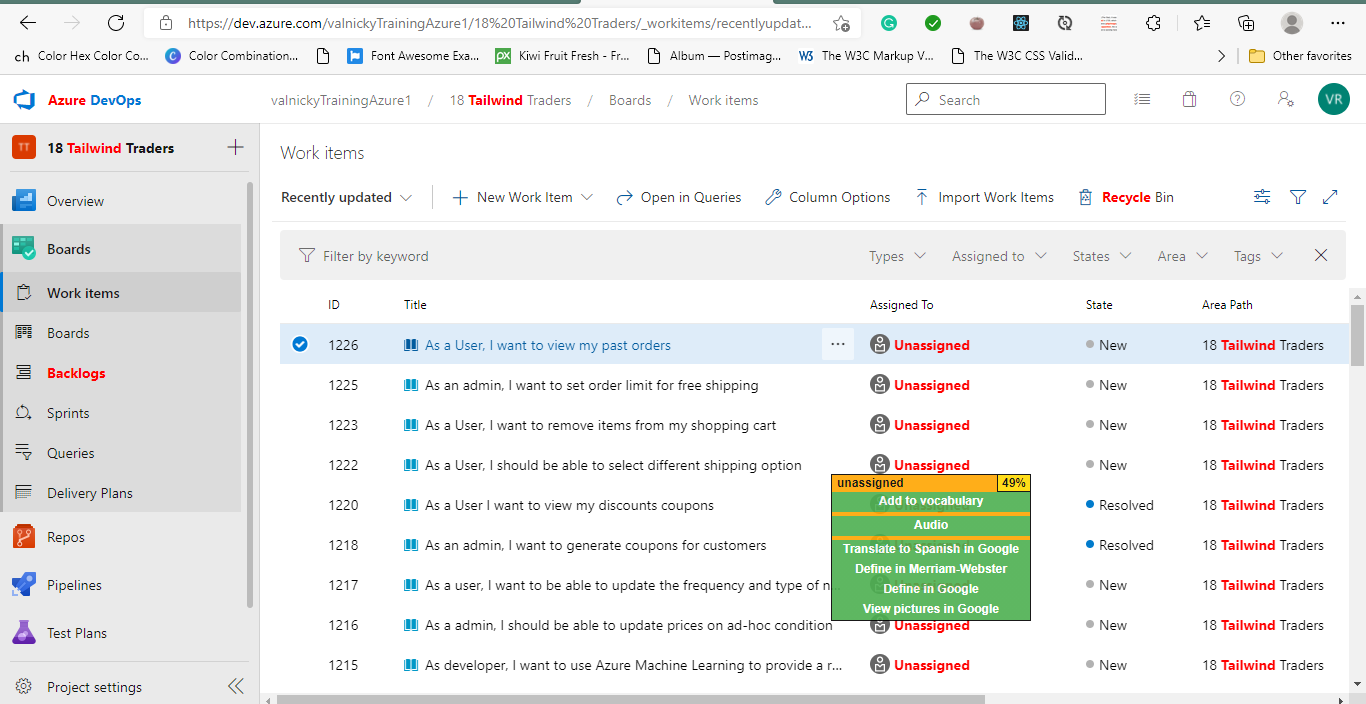 https://dev.azure.com/valnickyTrainingAzure1/18%20Tailwind%20Traders/_workitems/recentlyupdat...
ch Color Hex Color Co... Color Combination... Font Awesome Exa... Kiwi Fruit Fresh - Fr... Album — Postimag... The W3C Markup V... The W3C CSS Valid... Other favorites
Azure DevOps valnickyTrainingAzure1 / 18 Tailwind Traders / Boards / Work items Search VR
TT 18 Tailwind Traders
Overview
Boards
Work items
Boards
Backlogs
Sprints
Queries
Delivery Plans
Repos
Pipelines
Test Plans
Project settings
Work items
Recently updated New Work Item Open in Queries Column Options Import Work Items Recycle Bin
Filter by keyword Types Assigned to States Area Tags
ID Title Assigned To State Area Path
1226 As a User, I want to view my past orders ... Unassigned New 18 Tailwind Traders
1225 As an admin, I want to set order limit for free shipping Unassigned New 18 Tailwind Traders
1223 As a User, I want to remove items from my shopping cart Unassigned New 18 Tailwind Traders
1222 As a User, I should be able to select different shipping option Unassigned New 18 Tailwind Traders
1220 As a User I want to view my discounts coupons Resolved 18 Tailwind Traders
1218 As an admin, I want to generate coupons for customers Resolved 18 Tailwind Traders
1217 As a user, I want to be able to update the frequency and type of n... New 18 Tailwind Traders
1216 As a admin, I should be able to update prices on ad-hoc condition Unassigned New 18 Tailwind Traders
1215 As developer, I want to use Azure Machine Learning to provide a r... Unassigned New 18 Tailwind Traders
unassigned 49%
Add to vocabulary
Audio
Translate to Spanish in Google
Define in Merriam-Webster
Define in Google
View pictures in Google